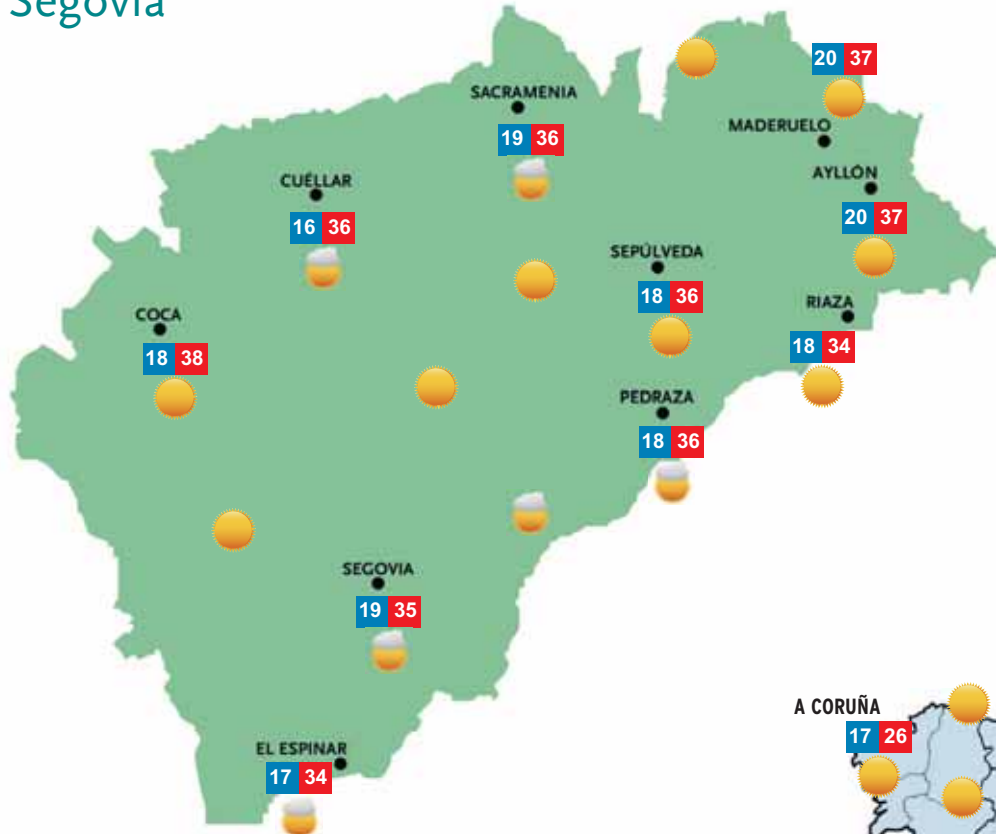 Segovia
20 37
SACRAMENIA
19 36
MADERUELO
CUÉLLAR
16 36
AYLLÓN
20 37
SEPÚLVEDA
18 36
COCA
18 38
RIAZA
18 34
PEDRAZA
18 36
SEGOVIA
19 35
A CORUÑA
17 26
EL ESPINAR
17 34